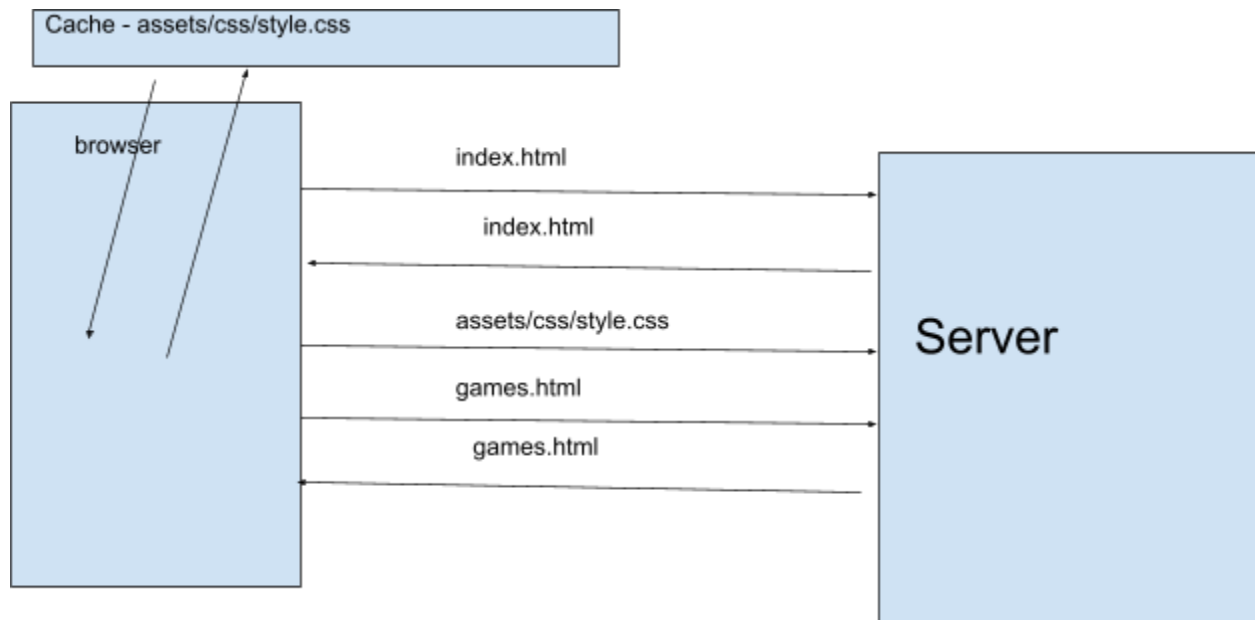 Cache - assets/css/style.css
browser
index.html
index.html
assets/css/style.css
Server
games.html
games.html